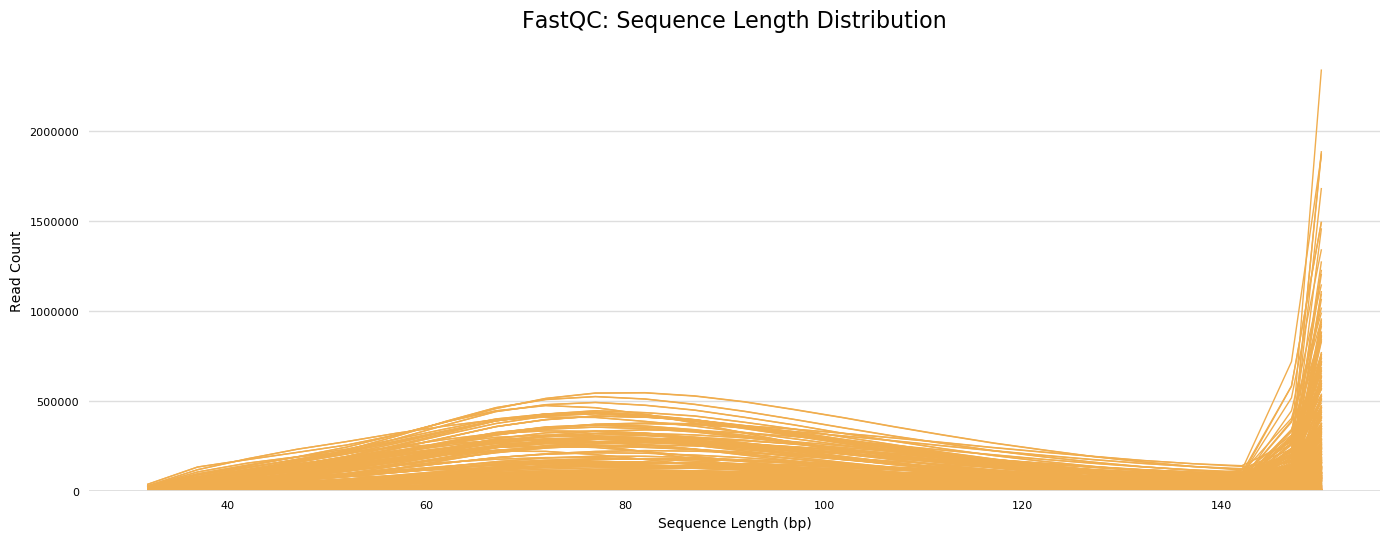 FastQC: Sequence Length Distribution
2000000
1500000
1000000
500000
0
Read Count
40 60 80 100 120 140
Sequence Length (bp)